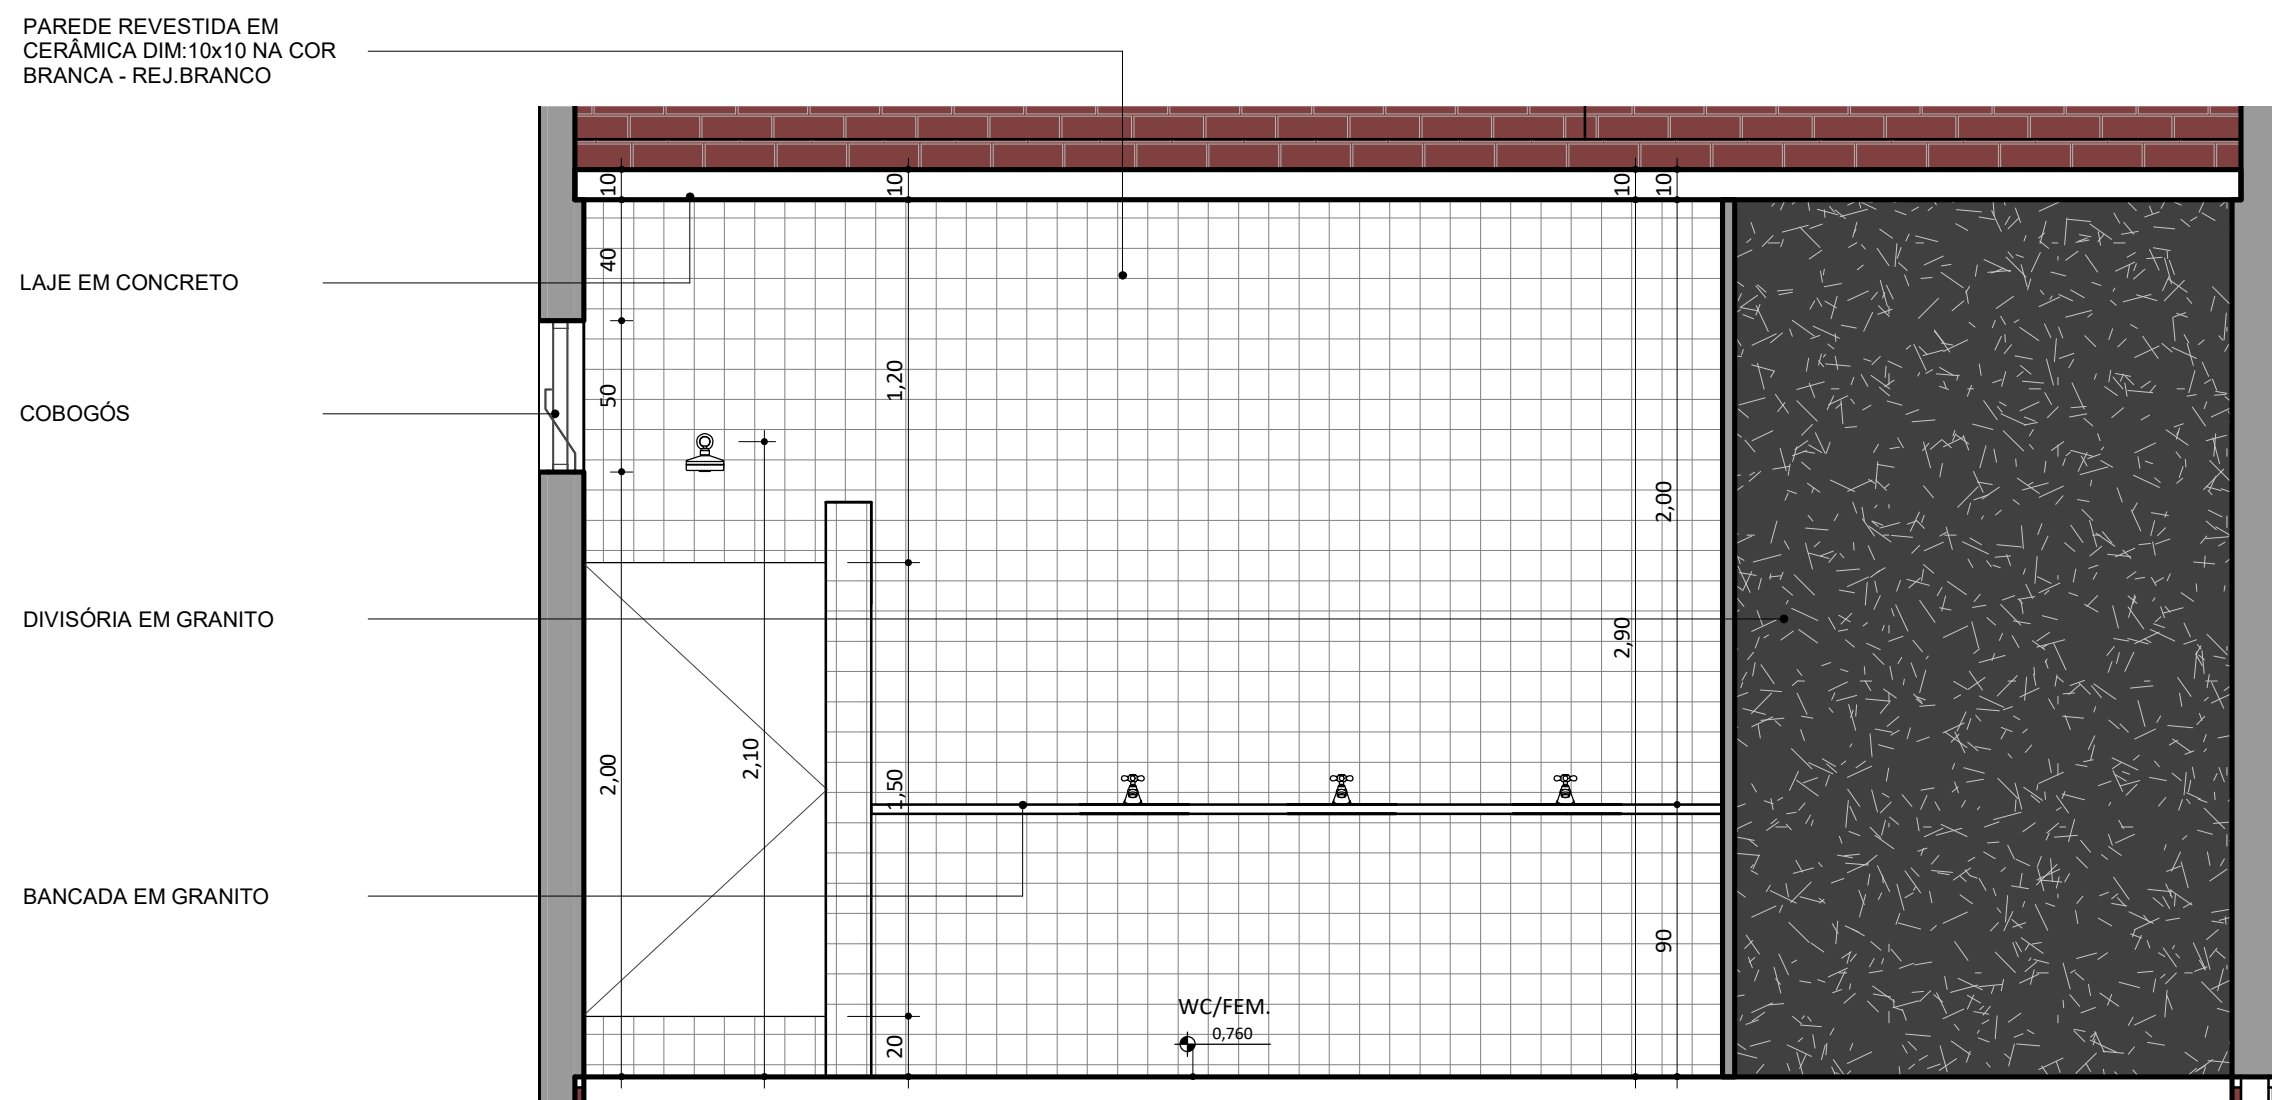 PAREDE REVESTIDA EM
CERÂMICA DIM:10x10 NA COR
BRANCA - REJ.BRANCO
10
10
10
10
40
LAJE EM CONCRETO
1,20
50
COBOGÓS
2,00
DIVISÓRIA EM GRANITO
2,90
2,10
2,00
1,50
BANCADA EM GRANITO
90
WC/FEM.
0,760
20